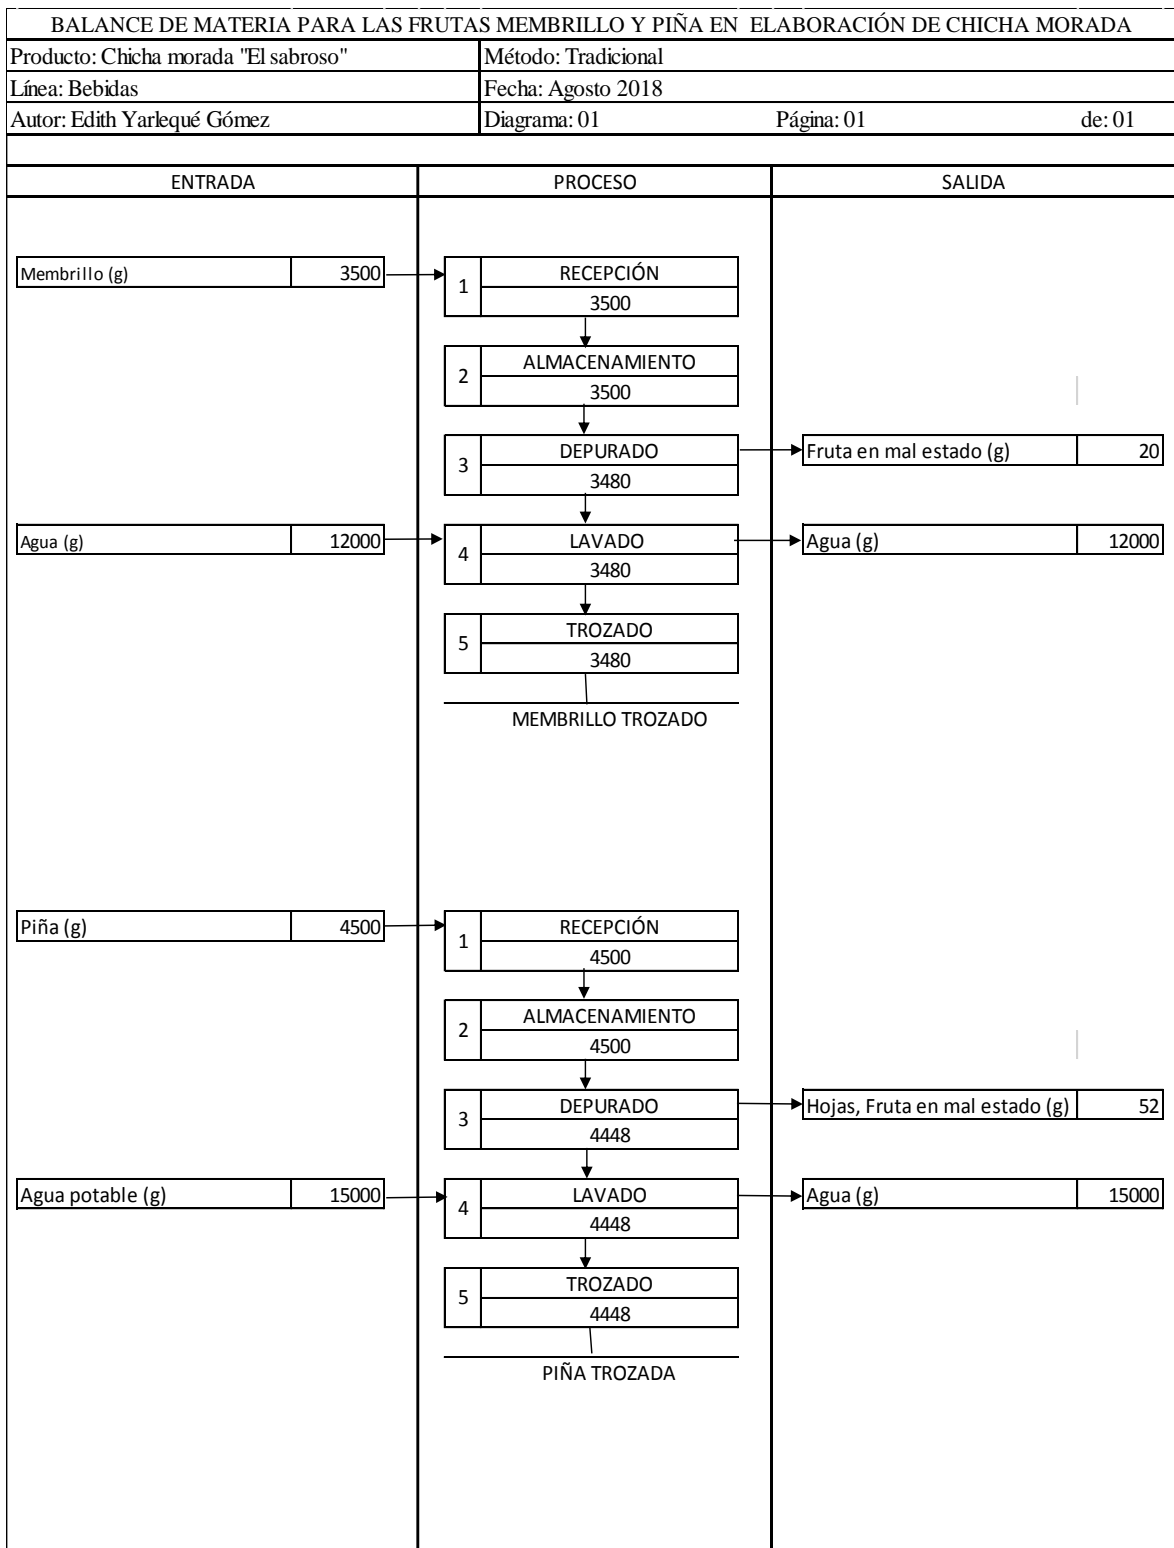 BALANCE DE MATERIA PARA LAS FRUTAS MEMBRILLO Y PIÑA EN ELABORACIÓN DE CHICHA MORADA
Producto: Chicha morada "El sabroso" Método: Tradicional
Línea: Bebidas Fecha: Agosto 2018
Autor: Edith Yarlequé Gómez Diagrama: 01 Página: 01 de: 01
ENTRADA PROCESO SALIDA
Membrillo (g) 3500 1 RECEPCIÓN
3500
2 ALMACENAMIENTO
3500
3 DEPURADO Fruta en mal estado (g) 20
3480
Agua (g) 12000 4 LAVADO Agua (g) 12000
3480
5 TROZADO
3480
MEMBRILLO TROZADO
Piña (g) 4500 1 RECEPCIÓN
4500
2 ALMACENAMIENTO
4500
3 DEPURADO Hojas, Fruta en mal estado (g) 52
4448
Agua potable (g) 15000 4 LAVADO Agua (g) 15000
4448
5 TROZADO
4448
PIÑA TROZADA